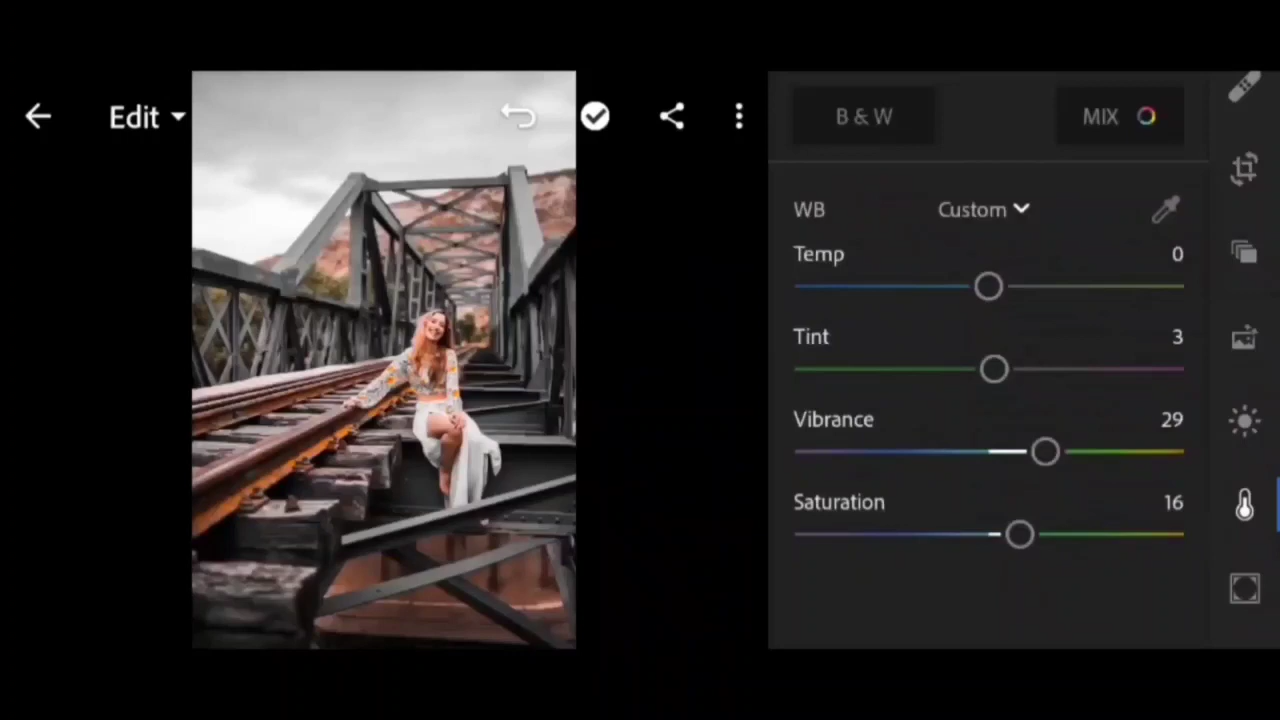 Edit
B & W
MIX
WB
Custom
Temp 0
Tint 3
Vibrance 29
Saturation 16